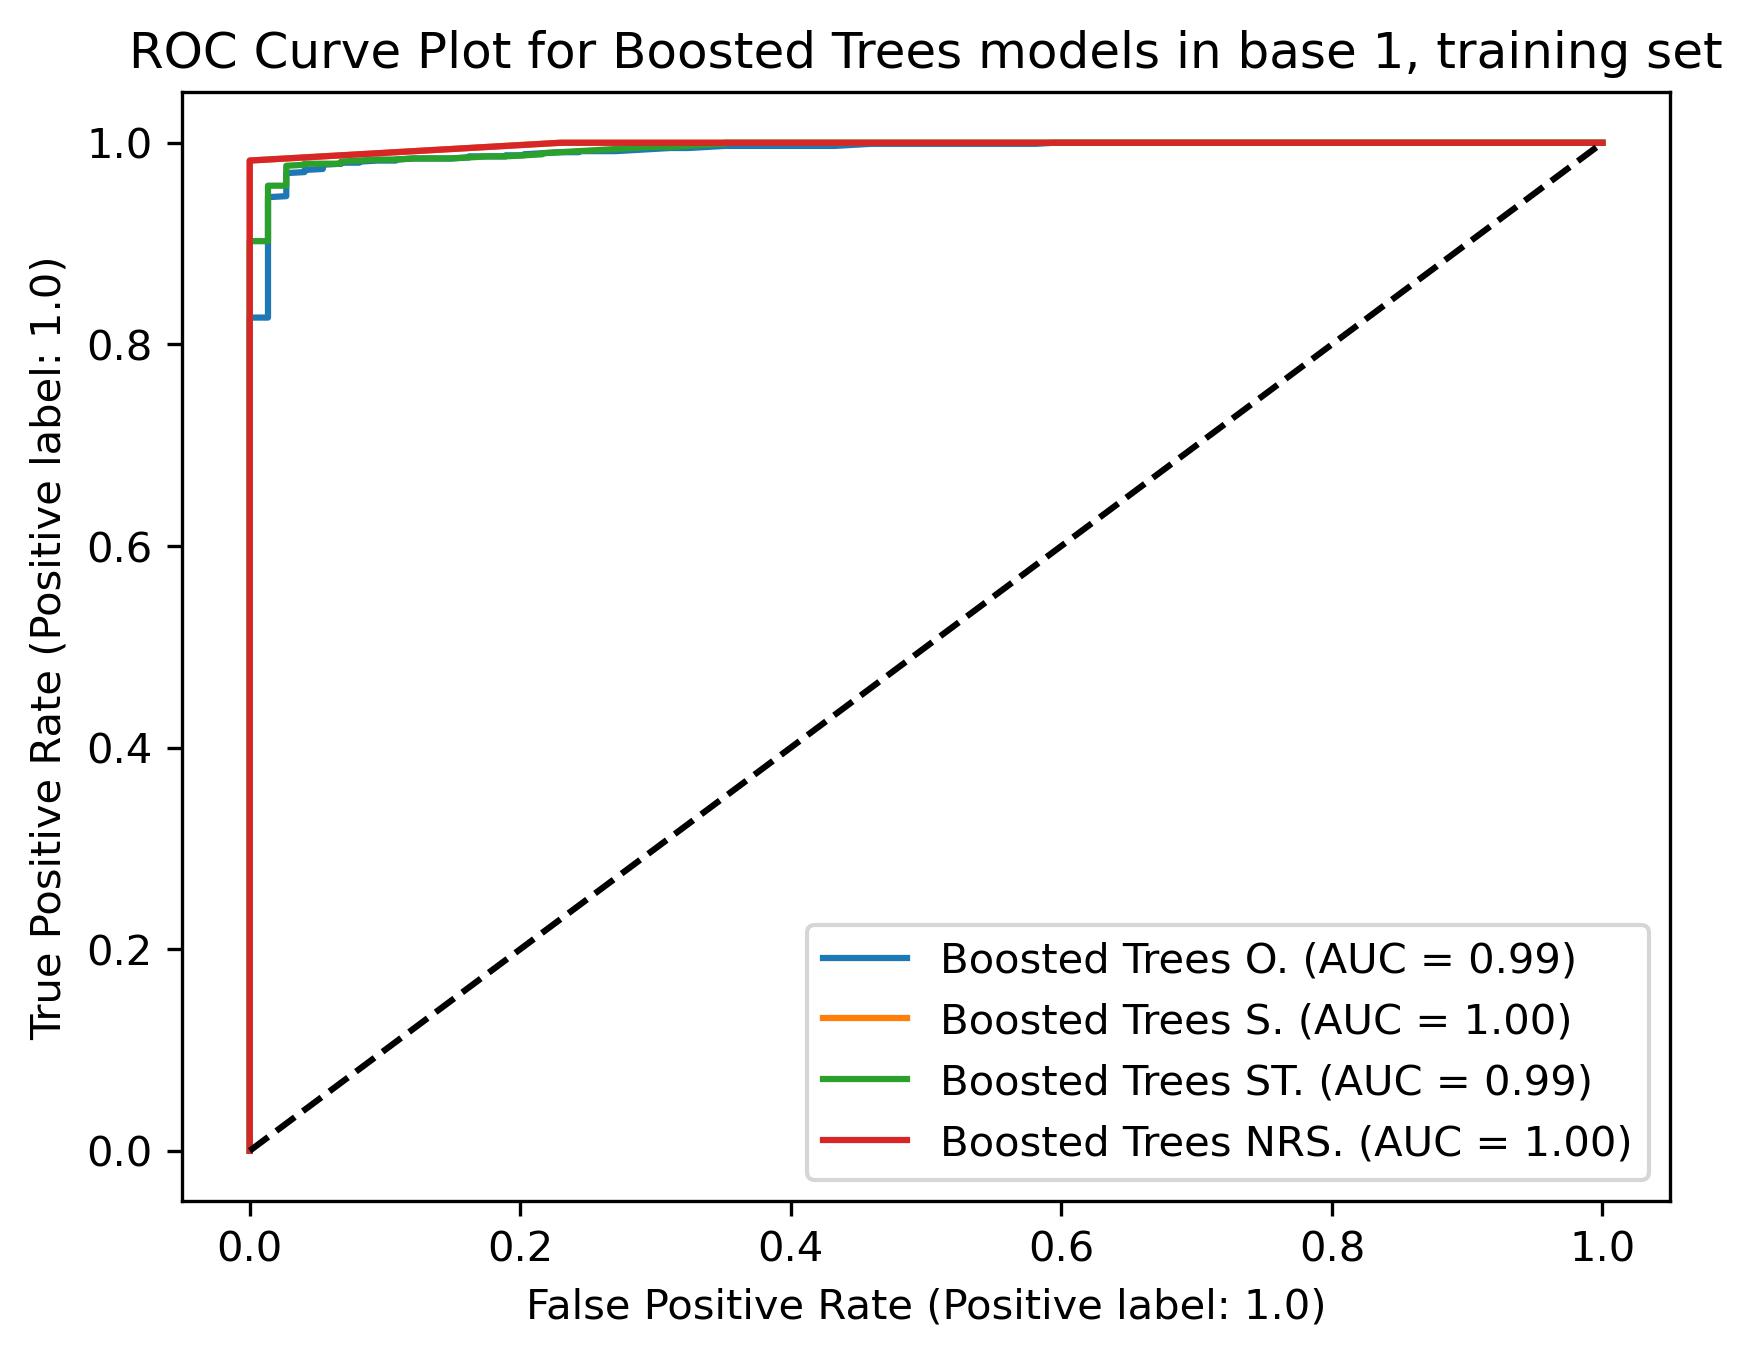 ROC Curve Plot for Boosted Trees models in base 1, training set
True Positive Rate (Positive label: 1.0)
1.0
0.8
0.6
0.4
0.2
0.0
Boosted Trees O. (AUC = 0.99)
Boosted Trees S. (AUC = 1.00)
Boosted Trees ST. (AUC = 0.99)
Boosted Trees NRS. (AUC = 1.00)
0.0 0.2 0.4 0.6 0.8 1.0
False Positive Rate (Positive label: 1.0)